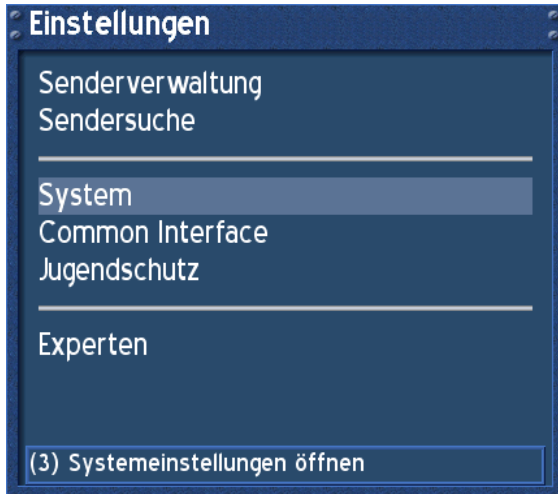 Einstellungen
Senderverwaltung
Sendersuche
System
Common Interface
Jugendschutz
Experten
(3) Systemeinstellungen öffnen